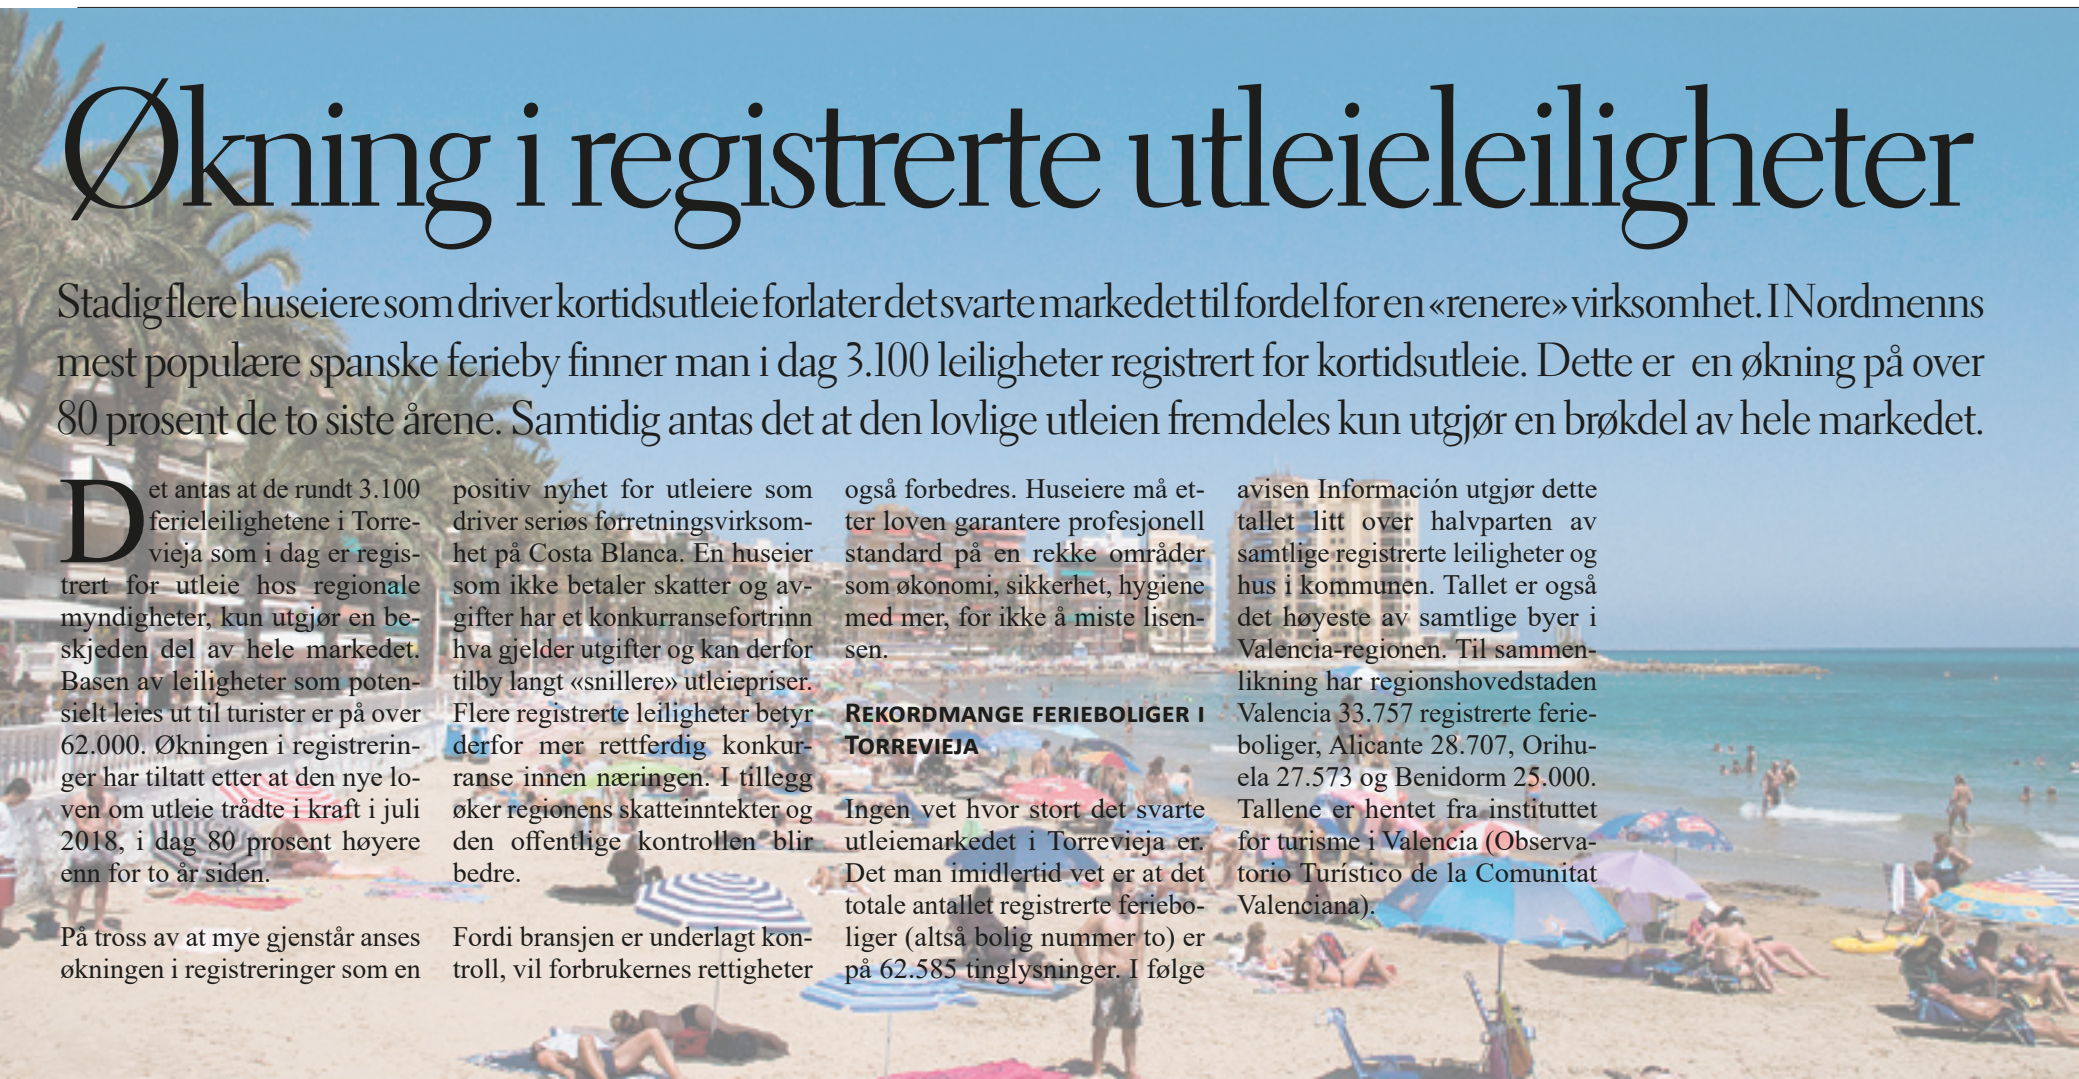 Økning i registrerte utleieleiligheter
Stadig flere huseiere som driver kortidsutleie forlater det svarte markedet til fordel for en «renere» virksomhet. I Nordmenns
mest populære spanske ferieby finner man i dag 3.100 leiligheter registrert for kortidsutleie. Dette er en økning på over
80 prosent de to siste årene. Samtidig antas det at den lovlige utleien fremdeles kun utgjør en brøkdel av hele markedet.
Det antas at de rundt 3.100
ferieleilighetene i Torre-
vieja som i dag er regis-
trert for utleie hos regionale
myndigheter, kun utgjør en be-
skjeden del av hele markedet.
Basen av leiligheter som poten-
sielt leies ut til turister er på over
62.000. Økningen i registrerin-
ger har tiltatt etter at den nye lo-
ven om utleie trådte i kraft i juli
2018, i dag 80 prosent høyere
enn for to år siden.
På tross av at mye gjenstår anses
økningen i registreringer som en
positiv nyhet for utleiere som
driver seriøs forretningsvirksom-
het på Costa Blanca. En huseier
som ikke betaler skatter og av-
gifter har et konkurransefortrinn
hva gjelder utgifter og kan derfor
tilby langt «snillere» utleiepriser.
Flere registrerte leiligheter betyr
derfor mer rettferdig konkur-
ranse innen næringen. I tillegg
øker regionens skatteinntekter og
den offentlige kontrollen blir
bedre.
Fordi bransjen er underlagt kon-
troll, vil forbrukernes rettigheter
også forbedres. Huseiere må et-
ter loven garantere profesjonell
standard på en rekke områder
som økonomi, sikkerhet, hygiene
med mer, for ikke å miste lisen-
sen.
REKORDMANGE FERIEBOLIGER I
TORREVIEJA
Ingen vet hvor stort det svarte
utleiemarkedet i Torrevieja er.
Det man imidlertid vet er at det
totale antallet registrerte feriebo-
liger (altså bolig nummer to) er
på 62.585 tinglysninger. I følge
avisen Información utgjør dette
tallet litt over halvparten av
samtlige registrerte leiligheter og
hus i kommunen. Tallet er også
det høyeste av samtlige byer i
Valencia-regionen. Til sammen-
likning har regionshovedstaden
Valencia 33.757 registrerte ferie-
boliger, Alicante 28.707, Orihu-
ela 27.573 og Benidorm 25.000.
Tallene er hentet fra instituttet
for turisme i Valencia (Observa-
torio Turístico de la Comunitat
Valenciana).